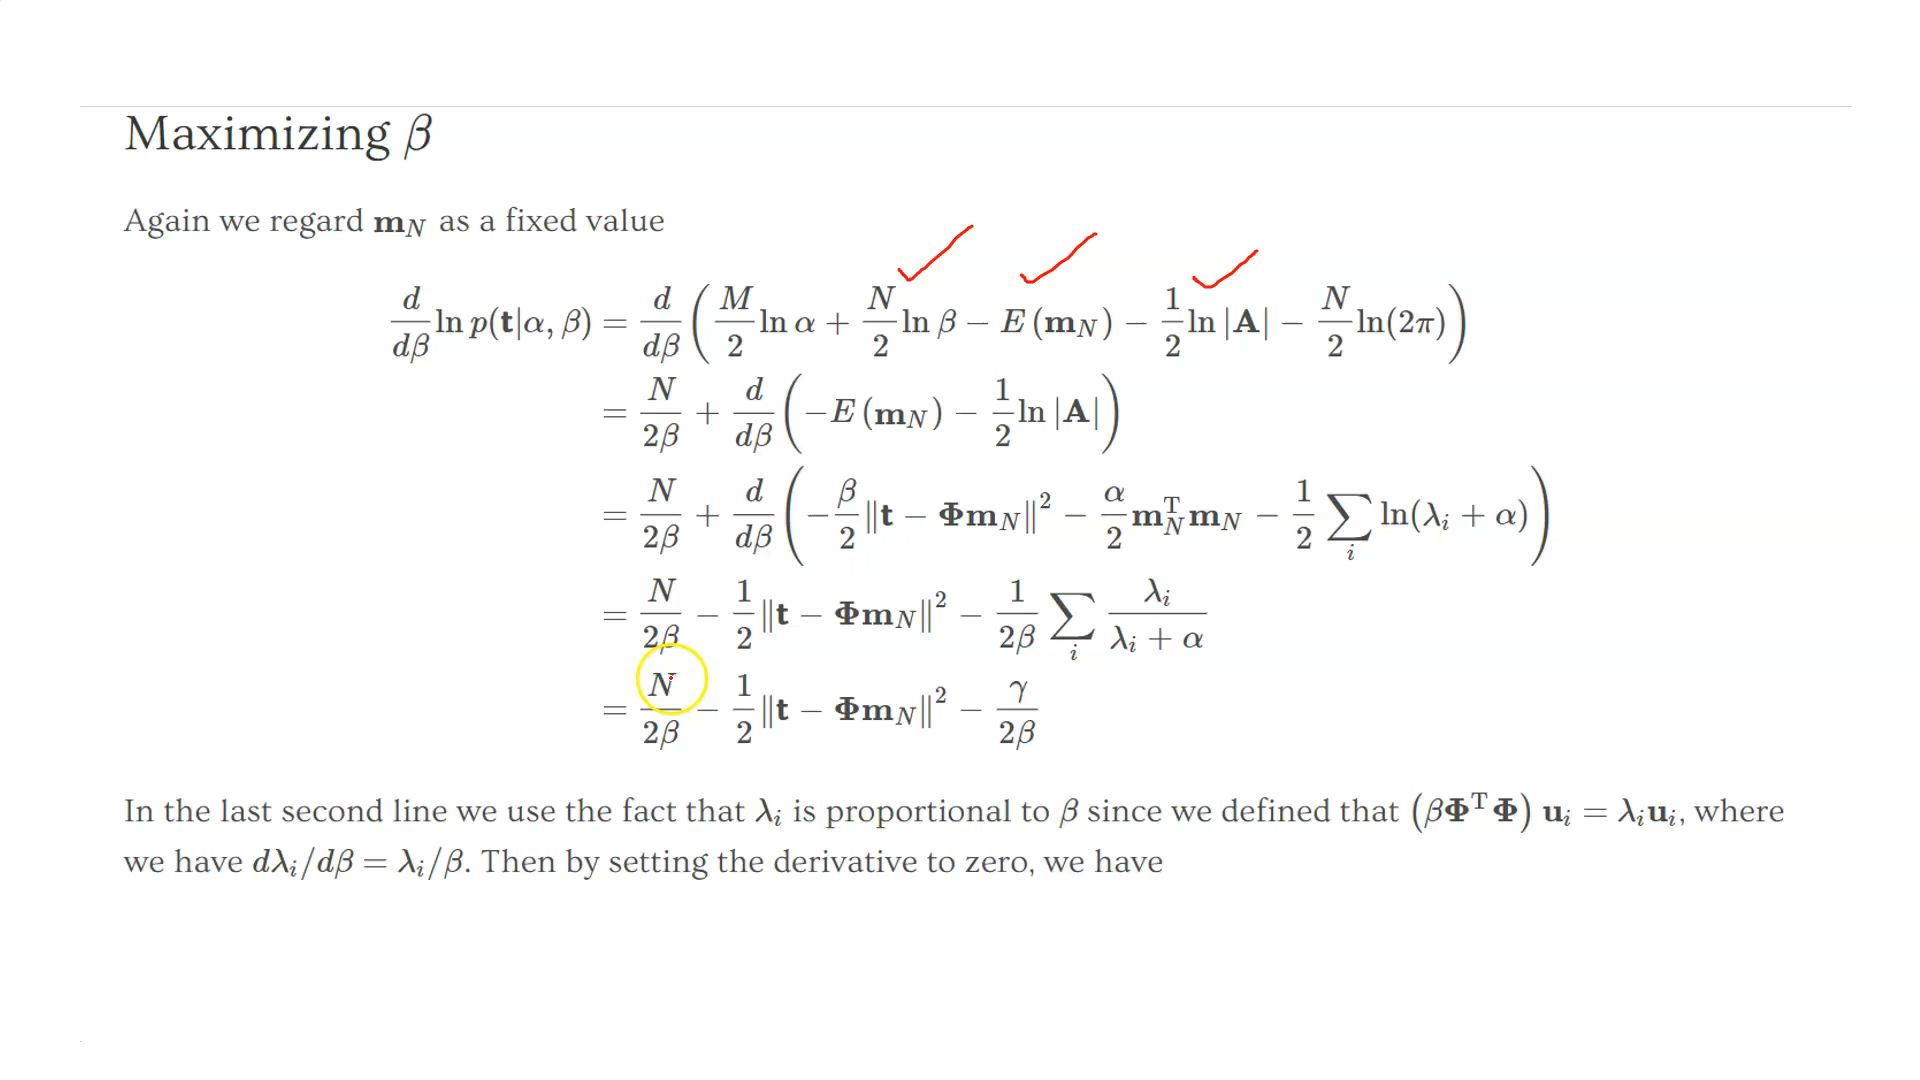 Maximizing β
Again we regard m_N as a fixed value
d/dβ ln p(t|α, β) = d/dβ ( M/2 ln α + N/2 ln β − E (m_N) − 1/2 ln |A| − N/2 ln(2π) )
= N/2β + d/dβ ( −E (m_N) − 1/2 ln |A| )
= N/2β + d/dβ ( − β/2 ‖t − Φm_N‖² − α/2 m_N^T m_N − 1/2 ∑_i ln(λ_i + α) )
= N/2β − 1/2 ‖t − Φm_N‖² − 1/2β ∑_i λ_i/(λ_i + α)
= N/2β − 1/2 ‖t − Φm_N‖² − γ/2β
In the last second line we use the fact that λ_i is proportional to β since we defined that (βΦ^T Φ) u_i = λ_i u_i, where
we have dλ_i/dβ = λ_i/β. Then by setting the derivative to zero, we have